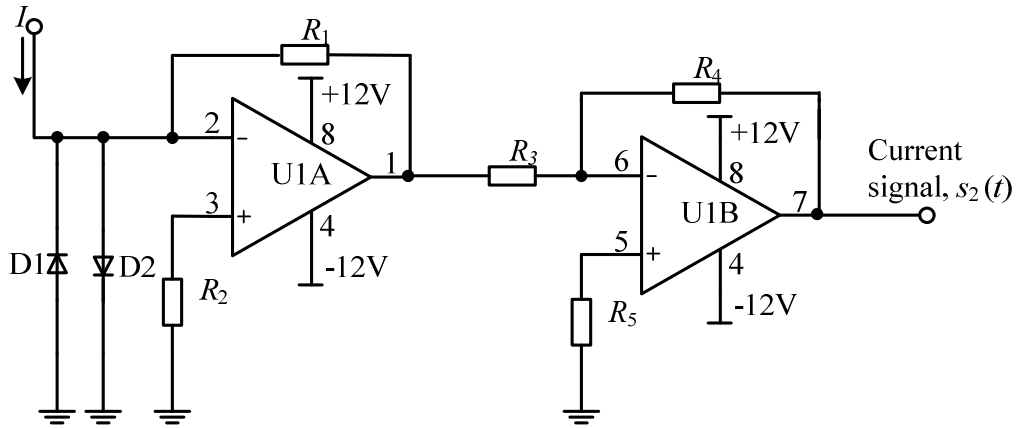 I
R1
+12V
2
-
8
U1A
1
3
+
4
-12V
D1
D2
R2
R3
R4
+12V
6
-
8
U1B
7
5
+
4
-12V
R5
Current
signal, s2(t)